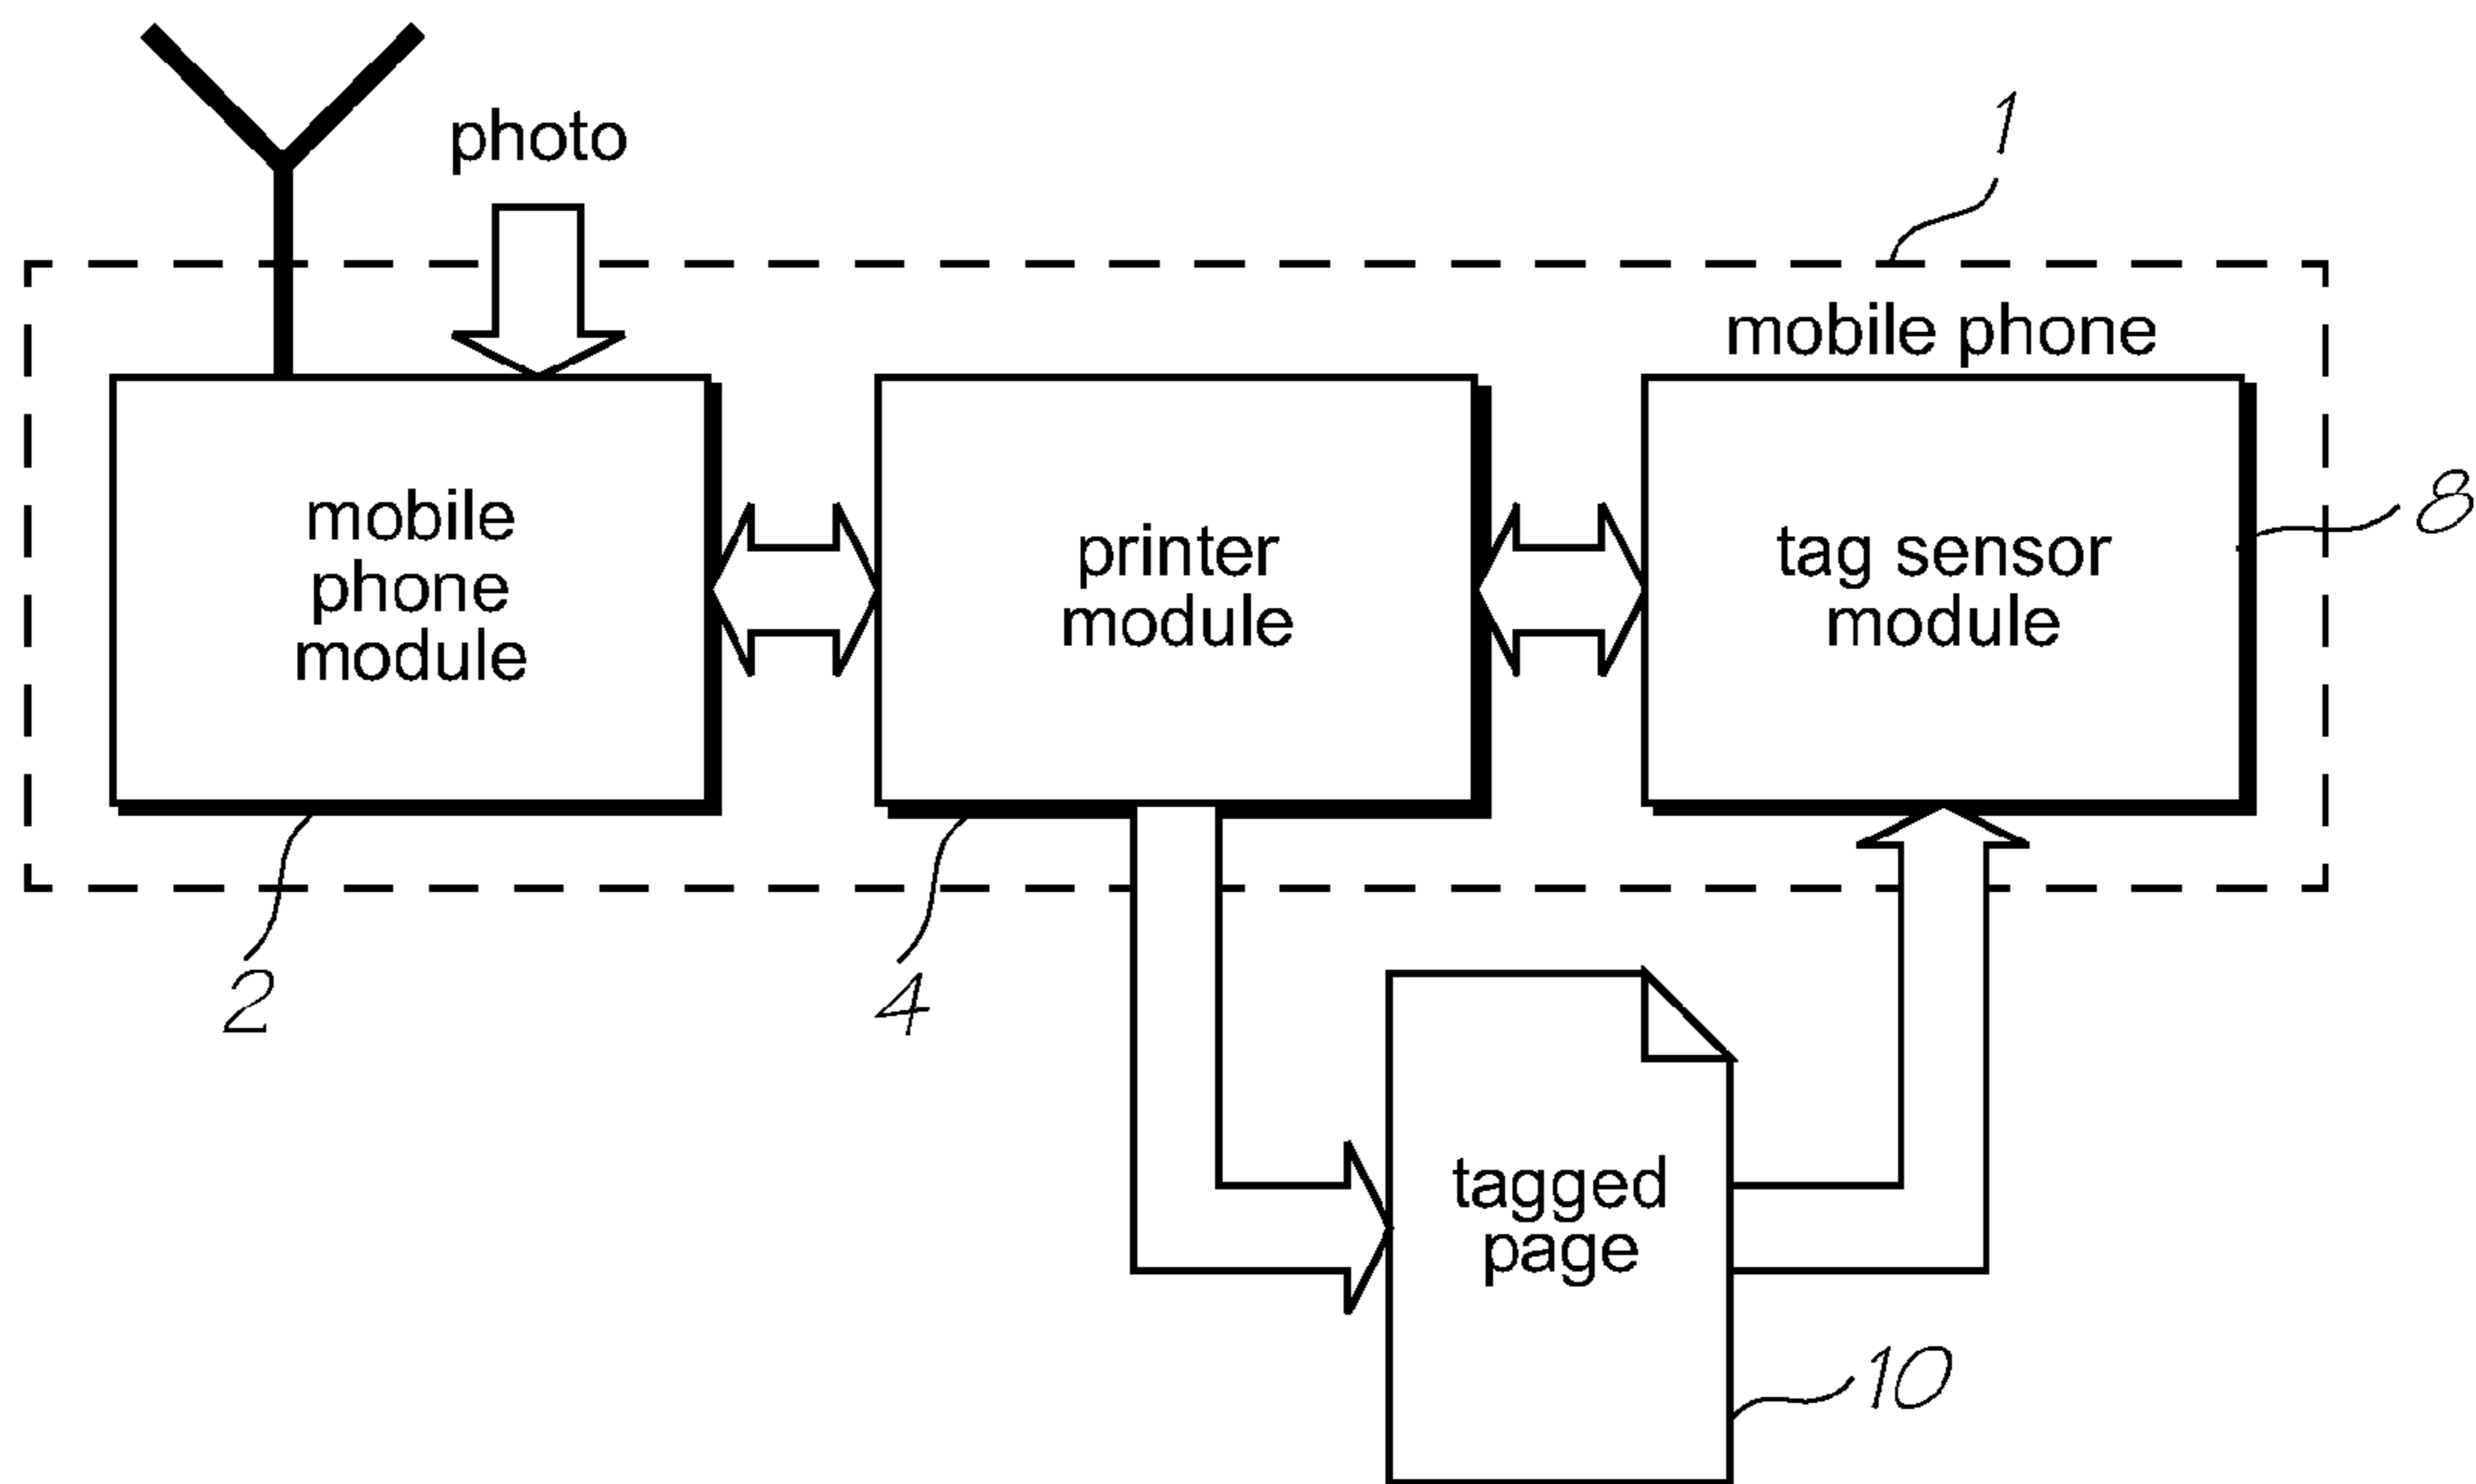 photo
1
mobile phone
mobile
phone
module
printer
module
tag sensor
module
8
2
4
tagged
page
10